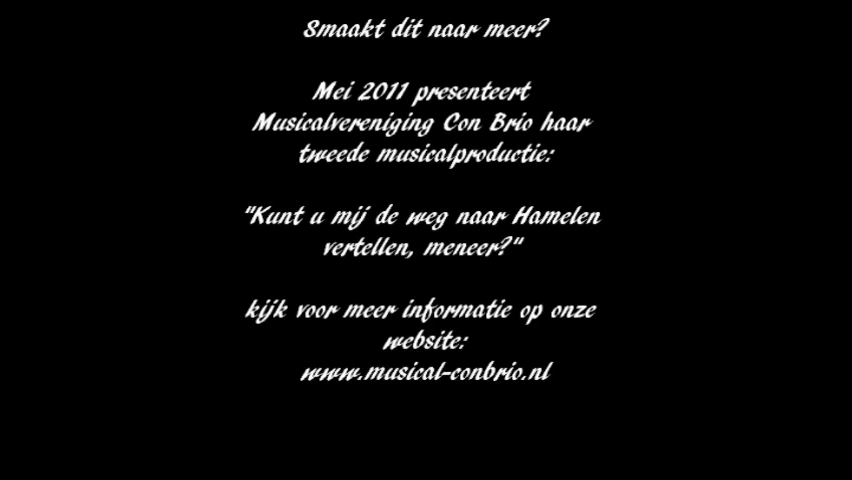 Smaakt dit naar meer?
Mei 2011 presenteert
Musicalvereniging Con Brio haar
tweede musicalproductie:
"Kunt u mij de weg naar Hamelen
vertellen, meneer?"
kijk voor meer informatie op onze
website:
www.musical-conbrio.nl